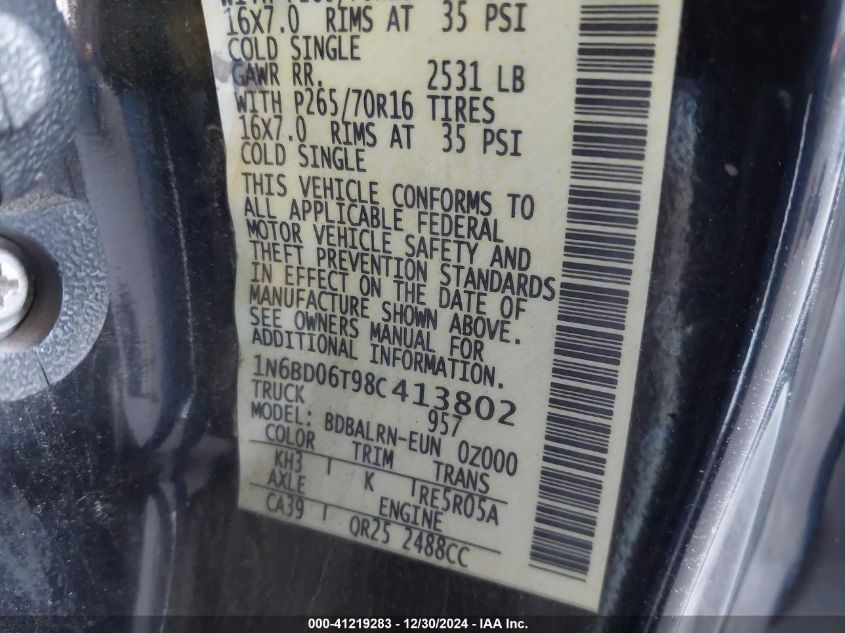 16X7.0 RIMS AT 35 PSI
COLD SINGLE
GAWR RR. 2531 LB
WITH P265/70R16 TIRES
16X7.0 RIMS AT 35 PSI
COLD SINGLE
THIS VEHICLE CONFORMS TO
ALL APPLICABLE FEDERAL
MOTOR VEHICLE SAFETY AND
THEFT PREVENTION STANDARDS
IN EFFECT ON THE DATE OF
MANUFACTURE SHOWN ABOVE.
SEE OWNERS MANUAL FOR
ADDITIONAL INFORMATION.
1N6BD06T98C413802
TRUCK 957
MODEL: BDBALRN-EUN 0Z000
COLOR TRIM TRANS
KH3 K RE5R05A
AXLE ENGINE
CA39 QR25 2488CC
000-41219283 - 12/30/2024 - IAA Inc.